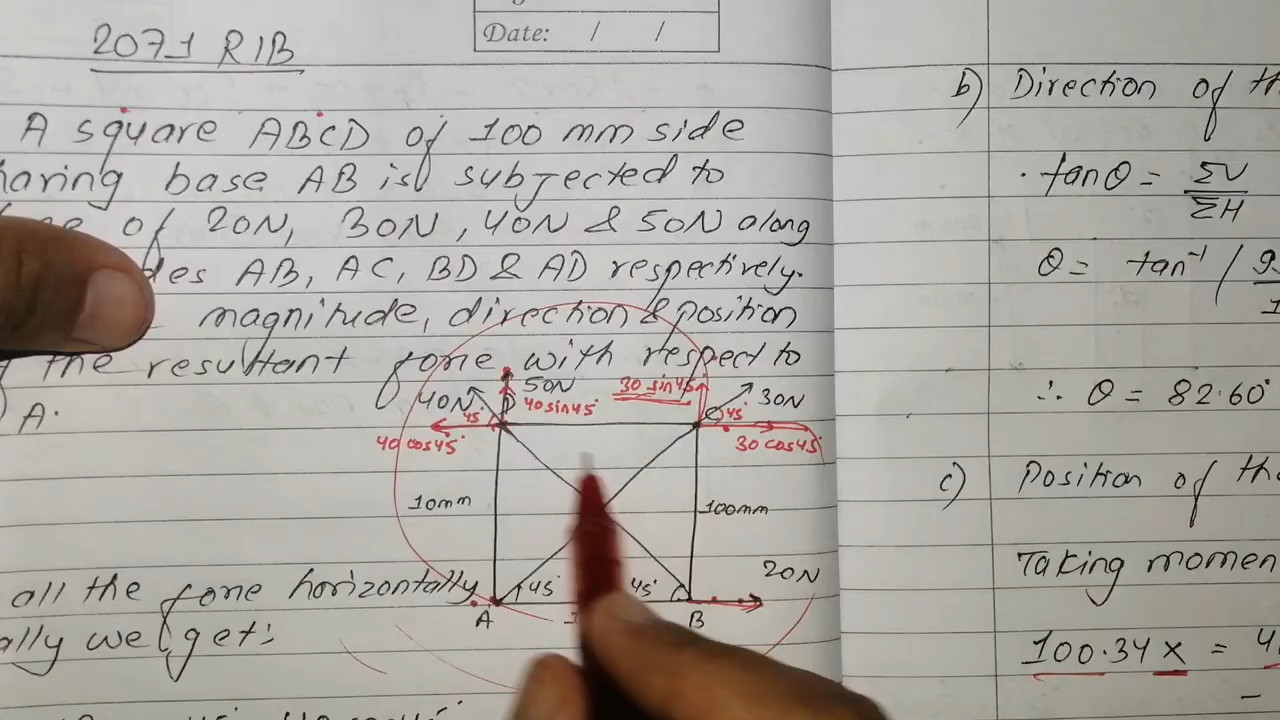 Date: / /
2071 RIB
A square ABCD of 100 mm side
having base AB is subjected to
of 20N, 30N, 40N & 50N along
AB, AC, BD & AD respectively.
magnitude, direction & position
the resultant force with respect to
A.
40N 45° D 50N
40 sin45°
40 cos45°
30 sin45
C 45° 30N
30 cos45°
10mm
100mm
20N
45° 45°
A B
all the force horizontally
ally we get:
b) Direction of th
tanθ = ΣV
ΣH
θ = tan⁻¹ (
∴ θ = 82.60°
c) Position of the
Taking momen
100.34 x = 4
-